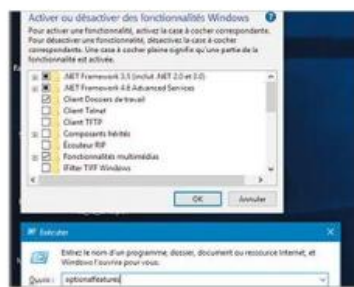 Activer ou désactiver des fonctionnalités Windows
Pour activer une fonctionnalité, activez la case à cocher correspondante.
Pour désactiver une fonctionnalité, désactivez la case à cocher
correspondante. Une case à cocher pleine signifie qu'une partie de la
fonctionnalité est activée.
.NET Framework 3.5 (inclut .NET 2.0 et 3.0)
.NET Framework 4.8 Advanced Services
Client Dossiers de travail
Client Telnet
Client TFTP
Composants hérités
Écouteur RIP
Fonctionnalités multimédias
IFilter TIFF Windows
OK Annuler
Exécuter
Entrez le nom d'un programme, dossier, document ou ressource Internet, et
Windows l'ouvrira pour vous.
Ouvrir : optionalfeatures